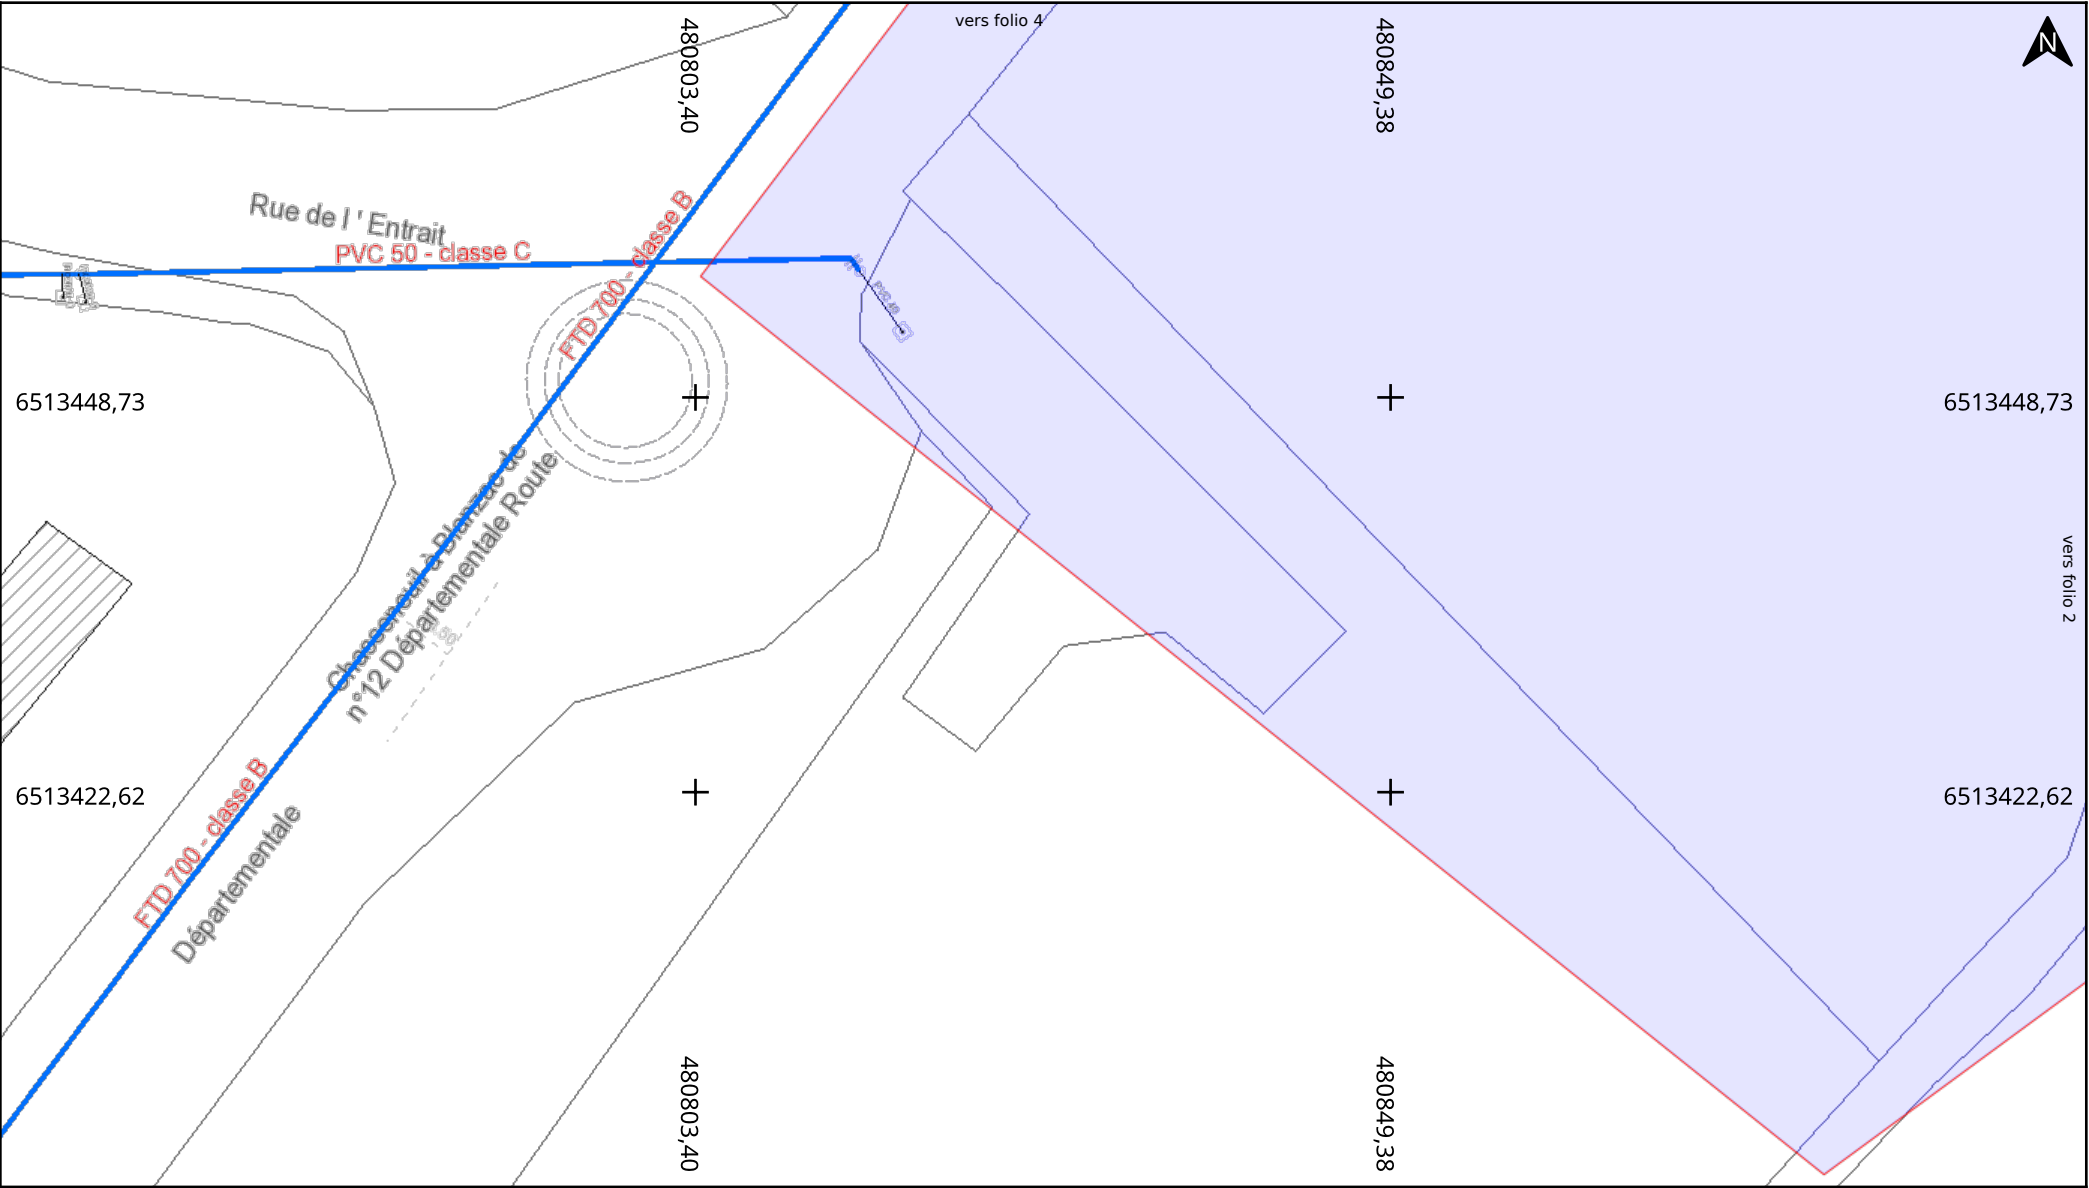 vers folio 4
480803,40
480849,38
N
Rue de l ' Entrait
PVC 50 - classe C
FTD 700 - classe B
PVC 40
6513448,73
6513448,73
Chasseneuil à Blanzac de
n°12 Départementale Route
vers folio 2
6513422,62
6513422,62
FTD 700 - classe B
Départementale
480803,40
480849,38